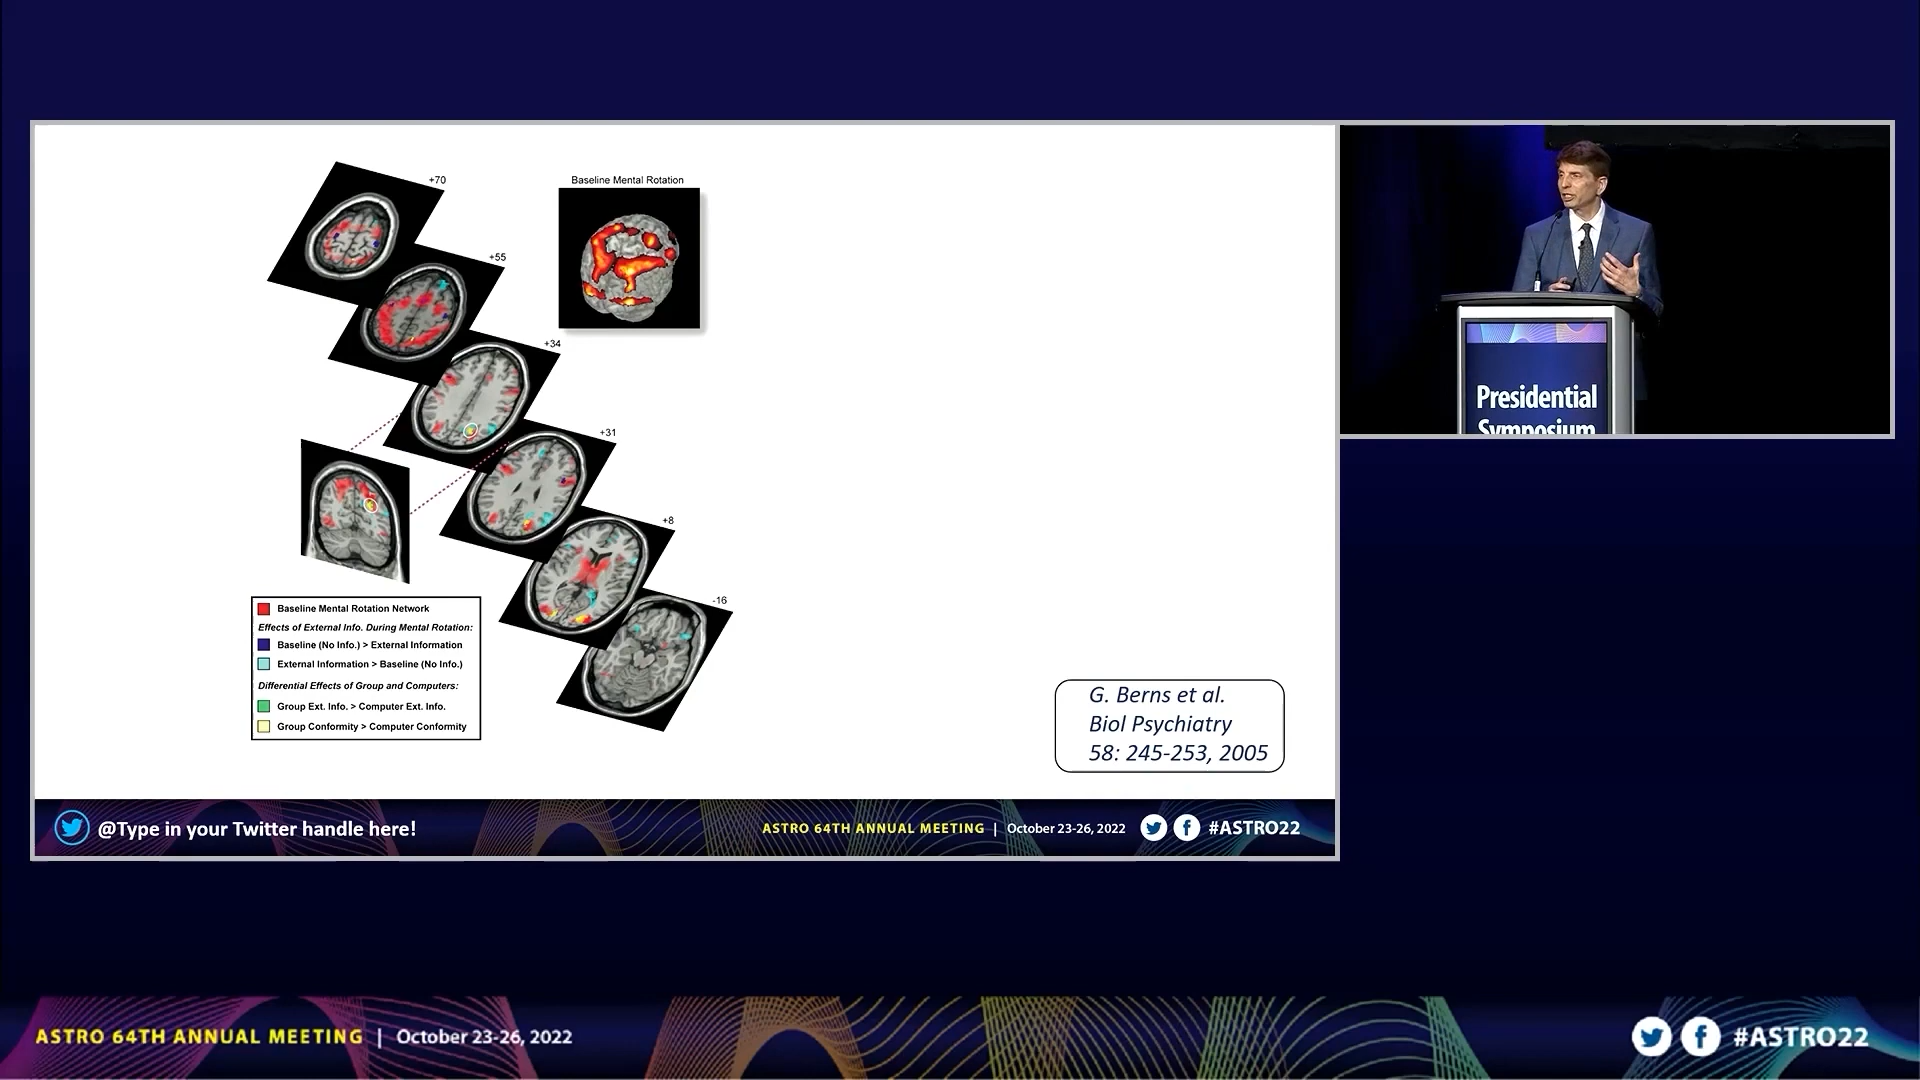 +70
+55
+34
+31
+8
-16
Baseline Mental Rotation
Baseline Mental Rotation Network
Effects of External Info. During Mental Rotation:
Baseline (No Info.) > External Information
External Information > Baseline (No Info.)
Differential Effects of Group and Computers:
Group Ext. Info. > Computer Ext. Info.
Group Conformity > Computer Conformity
G. Berns et al.
Biol Psychiatry
58: 245-253, 2005
@Type in your Twitter handle here!
ASTRO 64TH ANNUAL MEETING | October 23-26, 2022
#ASTRO22
Presidential
Symposium
ASTRO 64TH ANNUAL MEETING | October 23-26, 2022
#ASTRO22